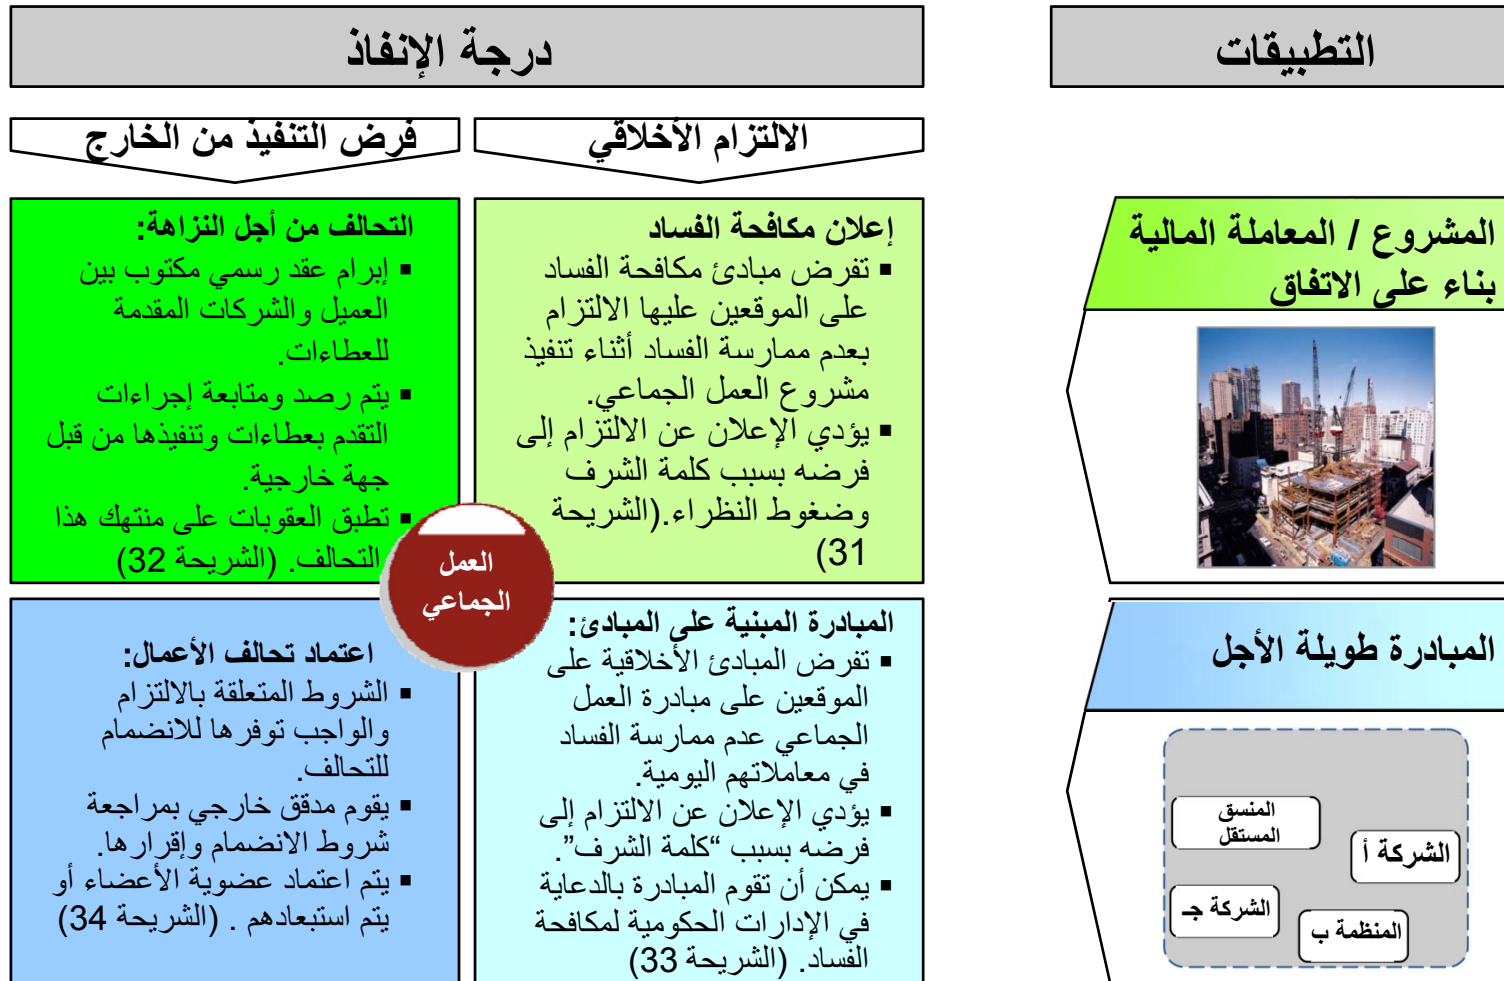 التطبيقات
درجة الإنفاذ
الالتزام الأخلاقي
فرض التنفيذ من الخارج
المشروع / المعاملة المالية
بناء على الاتفاق
إعلان مكافحة الفساد
▪ تفرض مبادئ مكافحة الفساد
على الموقعين عليها الالتزام
بعدم ممارسة الفساد أثناء تنفيذ
مشروع العمل الجماعي.
▪ يؤدي الإعلان عن الالتزام إلى
فرضه بسبب كلمة الشرف
وضغوط النظراء.(الشريحة
31)
التحالف من أجل النزاهة:
▪ إبرام عقد رسمي مكتوب بين
العميل والشركات المقدمة
للعطاءات.
▪ يتم رصد ومتابعة إجراءات
التقدم بعطاءات وتنفيذها من قبل
جهة خارجية.
▪ تطبق العقوبات على منتهك هذا
التحالف. (الشريحة 32)
العمل
الجماعي
المبادرة طويلة الأجل
المنسق
المستقل
الشركة أ
الشركة جـ
المنظمة ب
المبادرة المبنية على المبادئ:
▪ تفرض المبادئ الأخلاقية على
الموقعين على مبادرة العمل
الجماعي عدم ممارسة الفساد
في معاملاتهم اليومية.
▪ يؤدي الإعلان عن الالتزام إلى
فرضه بسبب “كلمة الشرف”.
▪ يمكن أن تقوم المبادرة بالدعاية
في الإدارات الحكومية لمكافحة
الفساد. (الشريحة 33)
اعتماد تحالف الأعمال:
▪ الشروط المتعلقة بالالتزام
والواجب توفرها للانضمام
للتحالف.
▪ يقوم مدقق خارجي بمراجعة
شروط الانضمام وإقرارها.
▪ يتم اعتماد عضوية الأعضاء أو
يتم استبعادهم . (الشريحة 34)